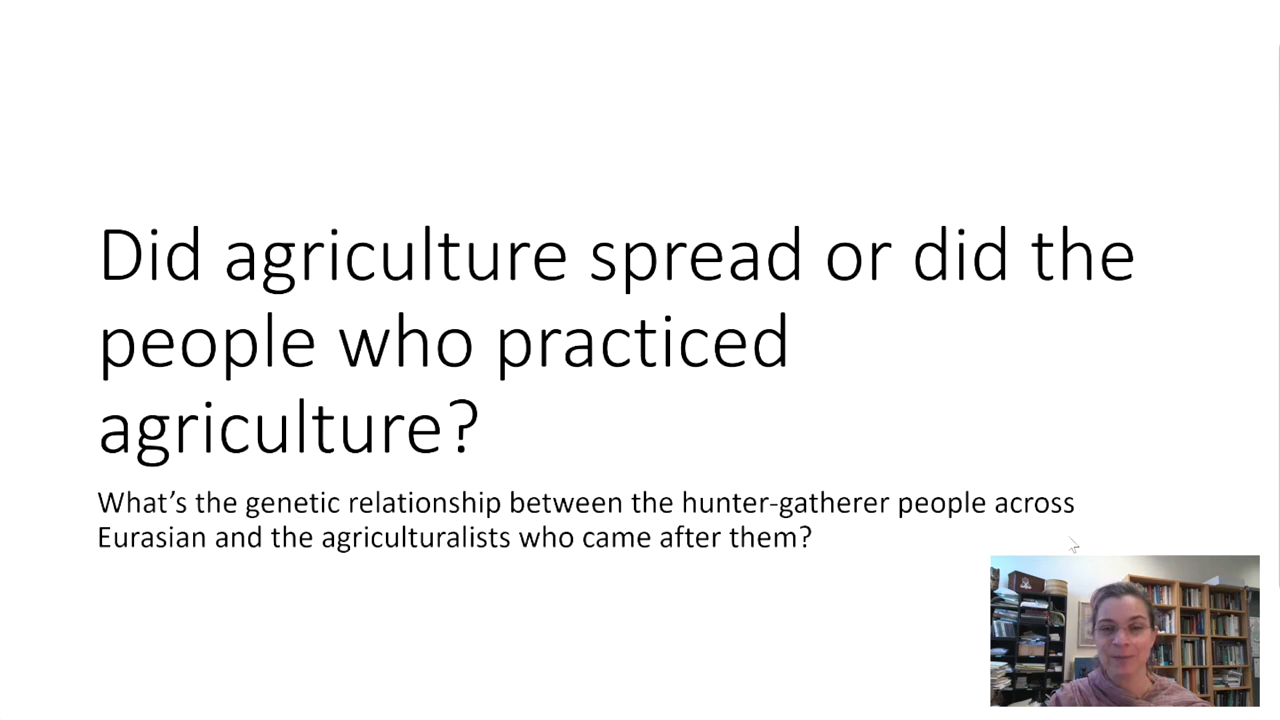 Did agriculture spread or did the
people who practiced
agriculture?
What’s the genetic relationship between the hunter-gatherer people across
Eurasian and the agriculturalists who came after them?